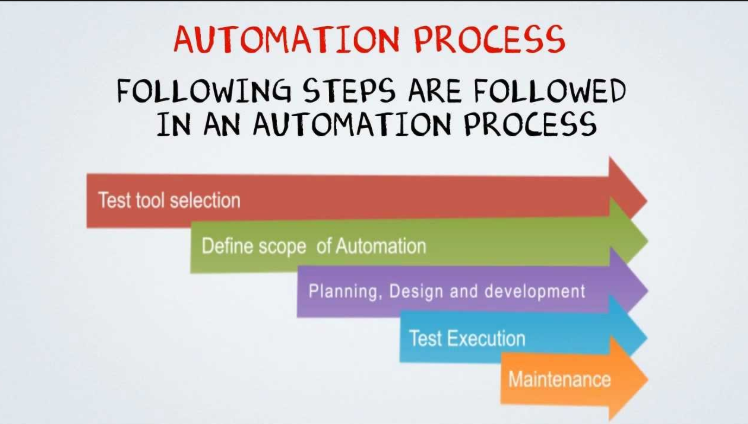 AUTOMATION PROCESS
FOLLOWING STEPS ARE FOLLOWED
IN AN AUTOMATION PROCESS
Test tool selection
Define scope of Automation
Planning, Design and development
Test Execution
Maintenance